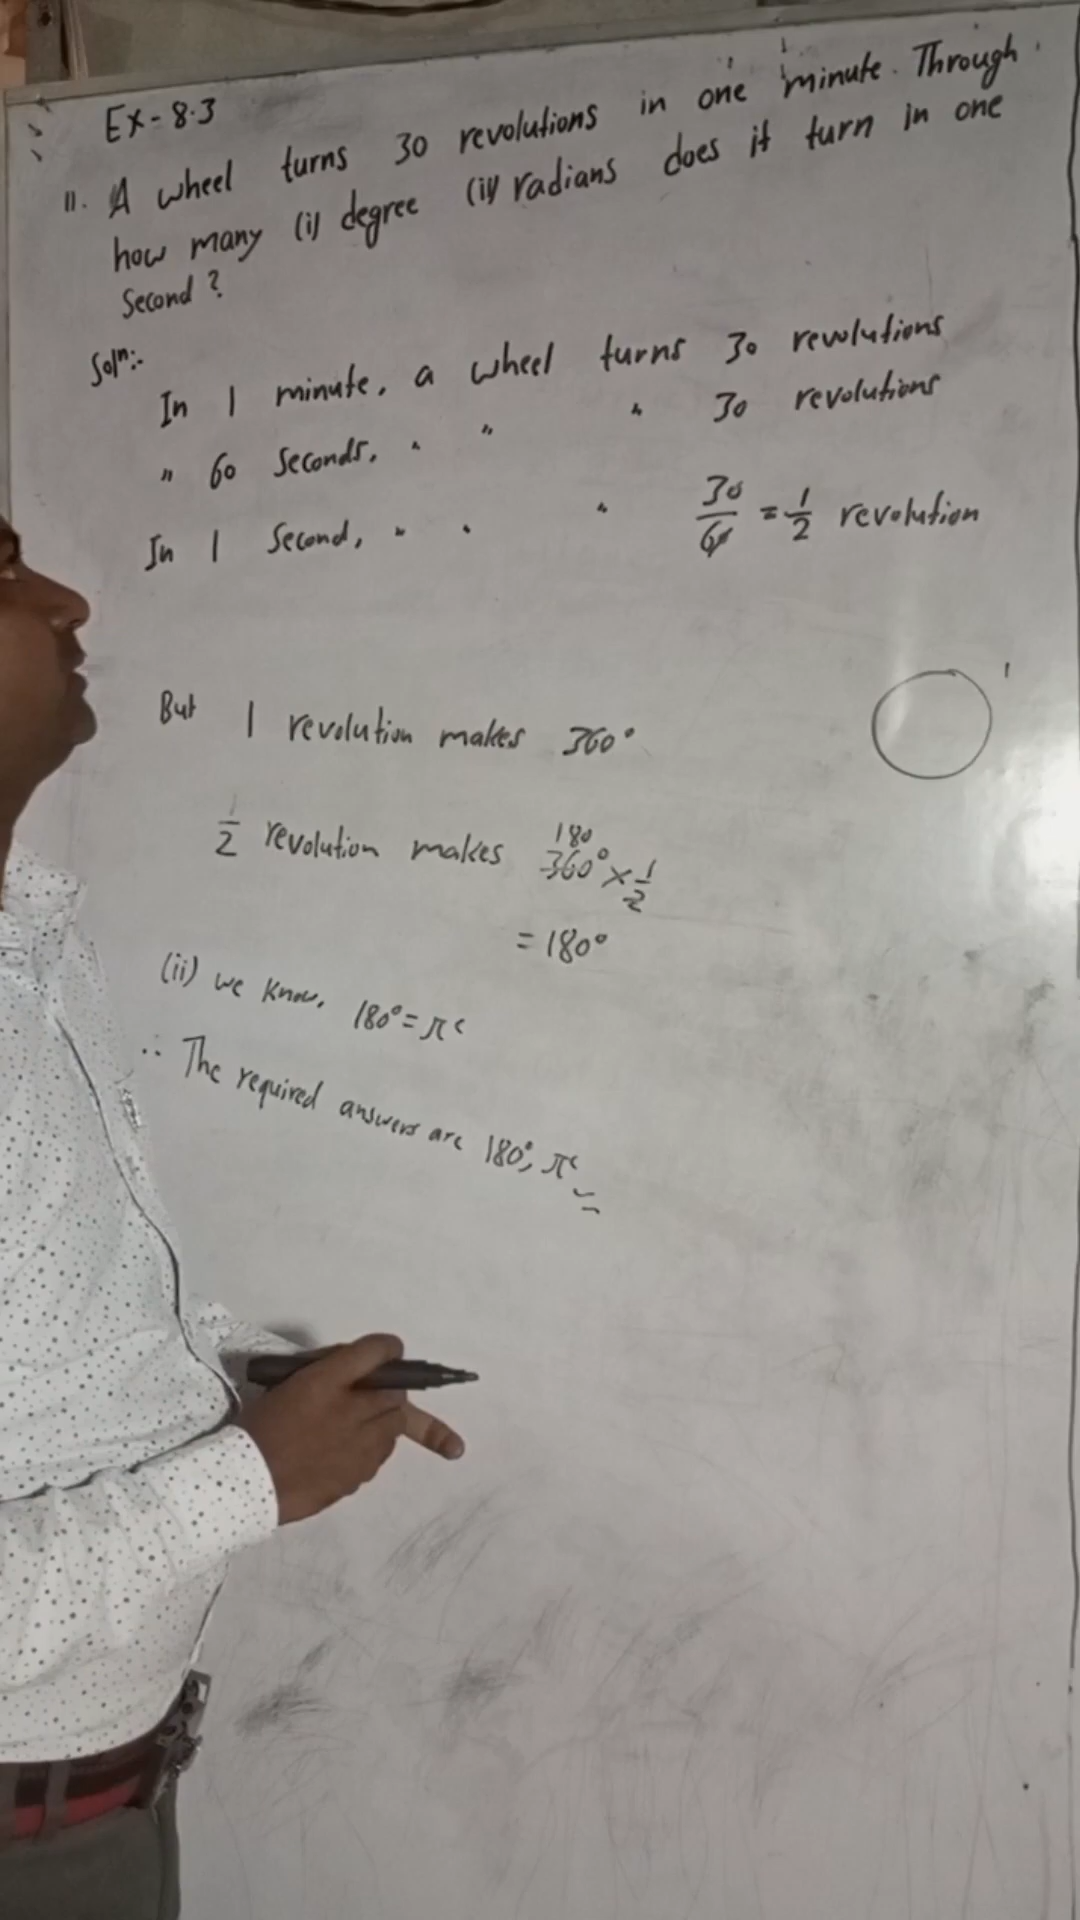 Ex-8.3
11. A wheel turns 30 revolutions in one minute. Through
how many (i) degree (ii) radians does it turn in one
second?
Solⁿ:-
In 1 minute, a wheel turns 30 revolutions
" 60 seconds, " " " 30 revolutions
In 1 second, " " " 30/60 = 1/2 revolution
But 1 revolution makes 360°
1/2 revolution makes 360° × 1/2
180
= 180°
(ii) we know, 180° = πᶜ
∴ The required answers are 180°, πᶜ